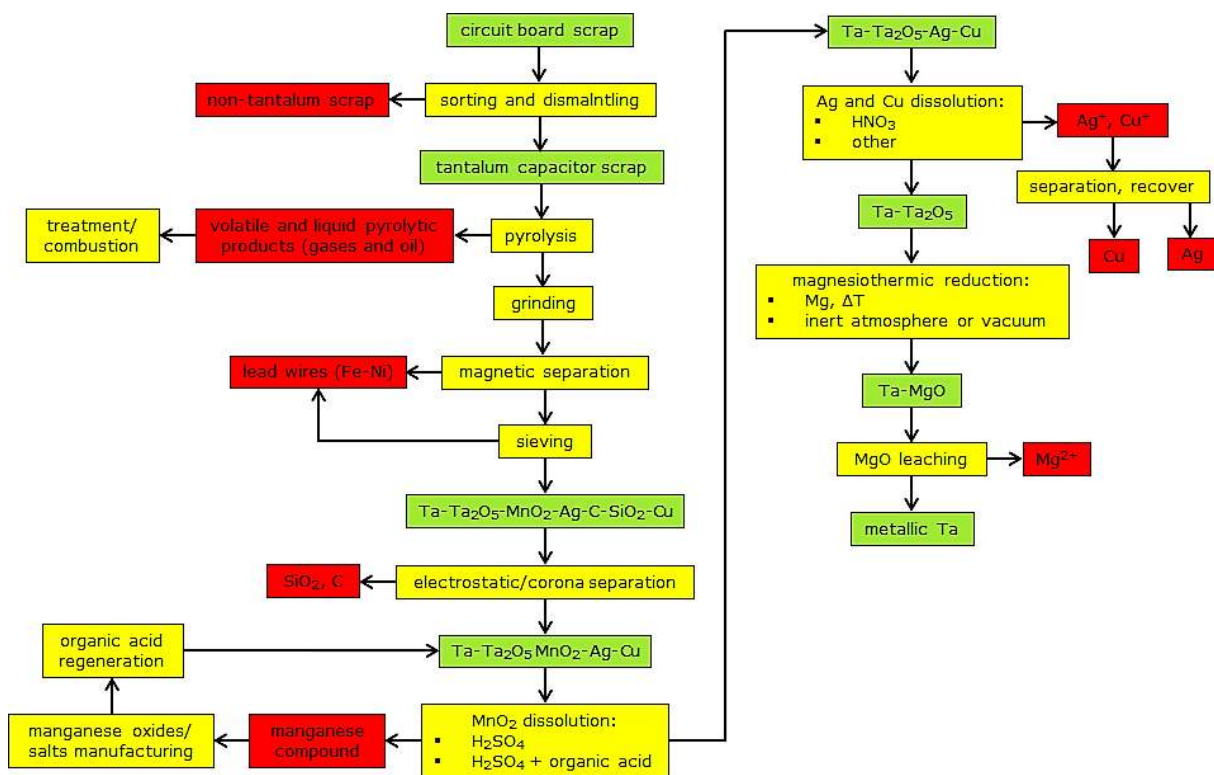 circuit board scrap
non-tantalum scrap
sorting and dismalntling
tantalum capacitor scrap
treatment/
combustion
volatile and liquid pyrolytic
products (gases and oil)
pyrolysis
grinding
lead wires (Fe-Ni)
magnetic separation
sieving
Ta-Ta₂O₅-MnO₂-Ag-C-SiO₂-Cu
SiO₂, C
electrostatic/corona separation
organic acid
regeneration
Ta-Ta₂O₅MnO₂-Ag-Cu
manganese oxides/
salts manufacturing
manganese
compound
MnO₂ dissolution:
▪ H₂SO₄
▪ H₂SO₄ + organic acid
Ta-Ta₂O₅-Ag-Cu
Ag and Cu dissolution:
▪ HNO₃
▪ other
Ag⁺, Cu⁺
separation, recover
Cu
Ag
Ta-Ta₂O₅
magnesiothermic reduction:
▪ Mg, ΔT
▪ inert atmosphere or vacuum
Ta-MgO
MgO leaching
Mg²⁺
metallic Ta